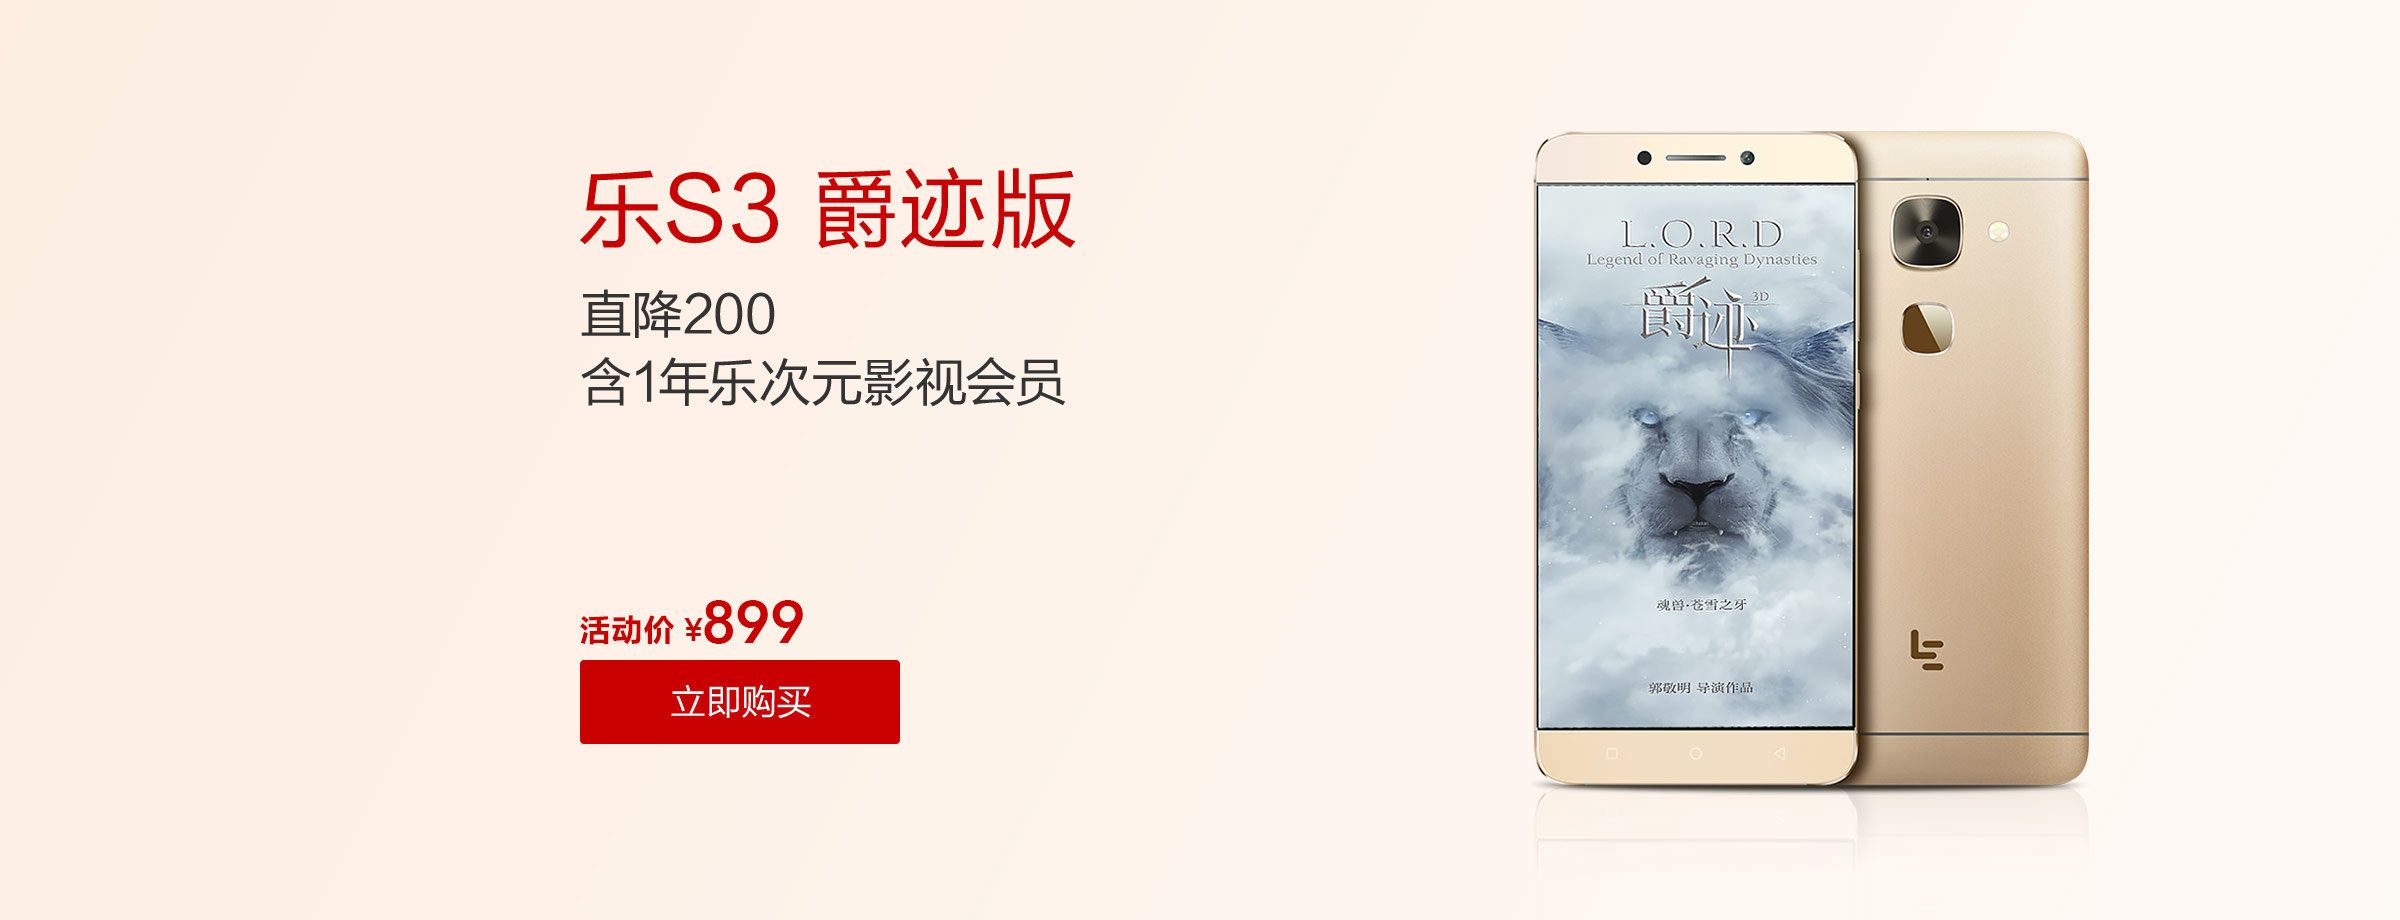 乐S3 爵迹版
直降200
含1年乐次元影视会员
活动价 ¥899
立即购买
L.O.R.D
Legend of Ravaging Dynasties
爵迹 3D
魂兽·苍雪之牙
郭敬明 导演作品